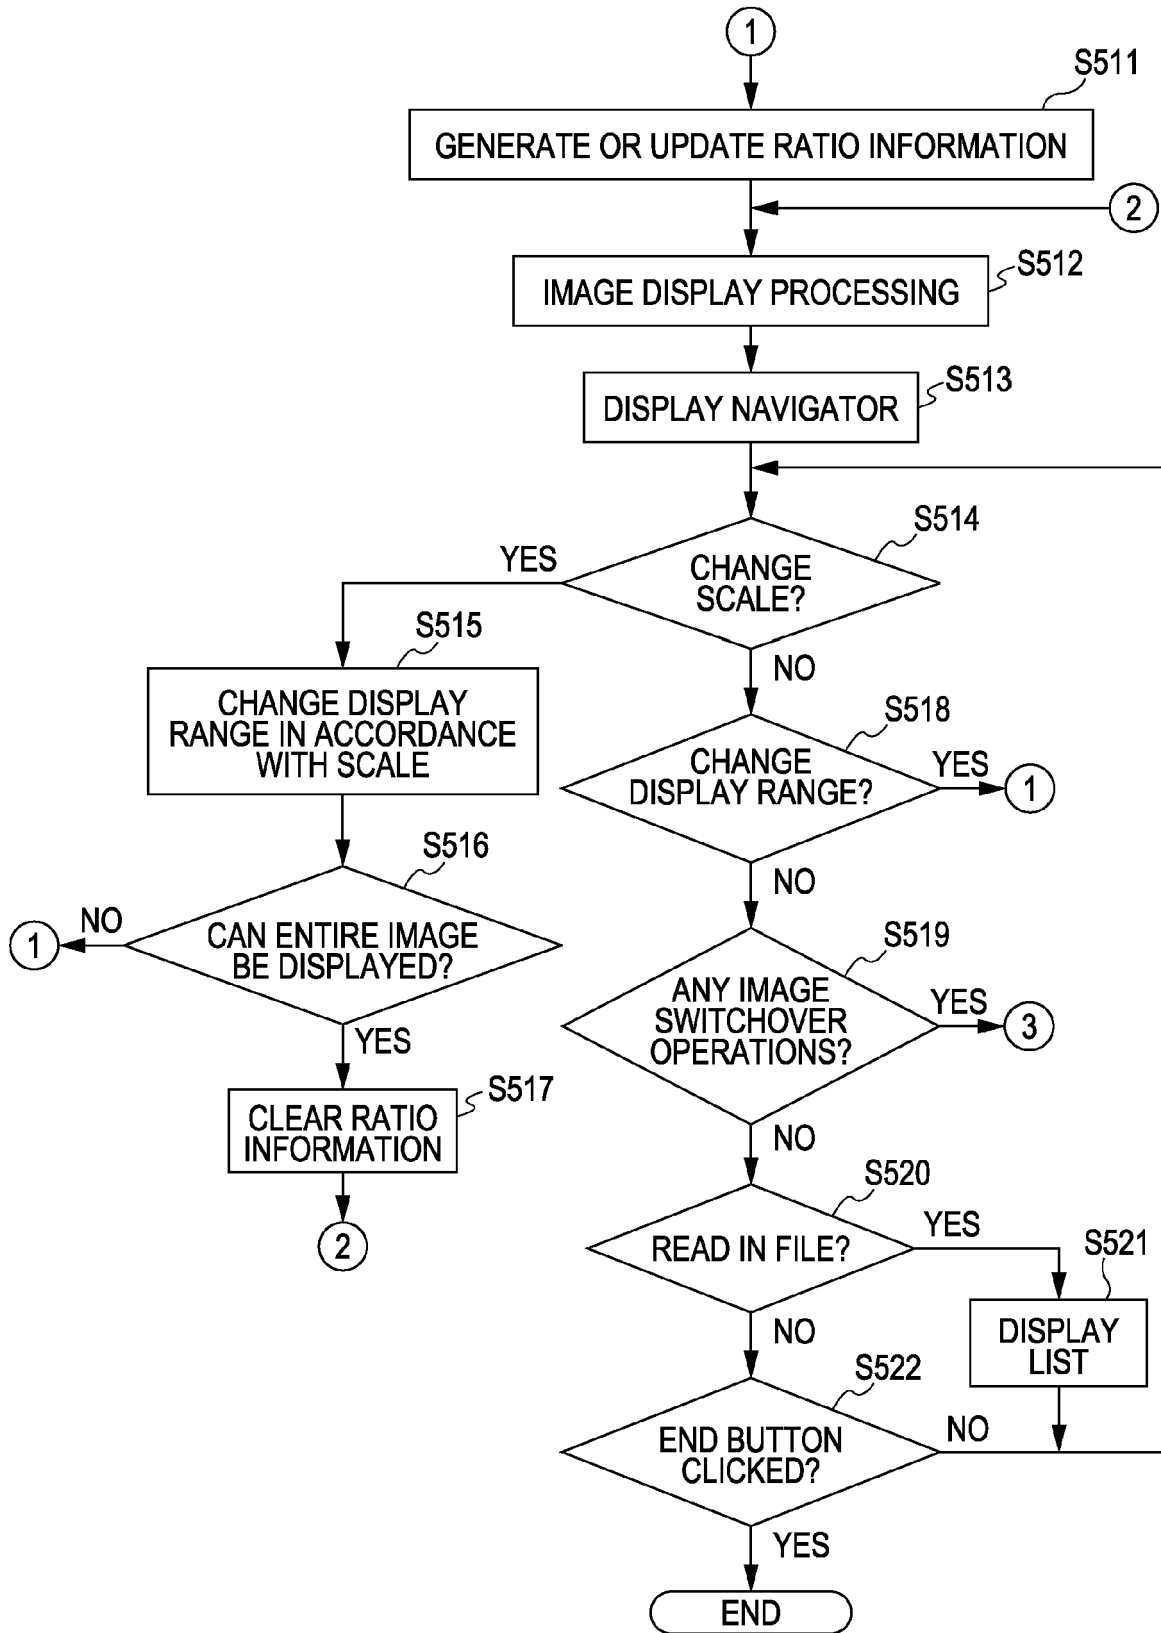 1
S511
GENERATE OR UPDATE RATIO INFORMATION
2
S512
IMAGE DISPLAY PROCESSING
S513
DISPLAY NAVIGATOR
S514
YES
CHANGE
SCALE?
S515
NO
CHANGE DISPLAY
RANGE IN ACCORDANCE
WITH SCALE
S518
CHANGE
DISPLAY RANGE?
YES
1
S516
NO
1
NO
CAN ENTIRE IMAGE
BE DISPLAYED?
S519
ANY IMAGE
SWITCHOVER
OPERATIONS?
YES
3
YES
S517
CLEAR RATIO
INFORMATION
NO
2
S520
READ IN FILE?
YES
S521
DISPLAY
LIST
NO
S522
END BUTTON
CLICKED?
NO
YES
END